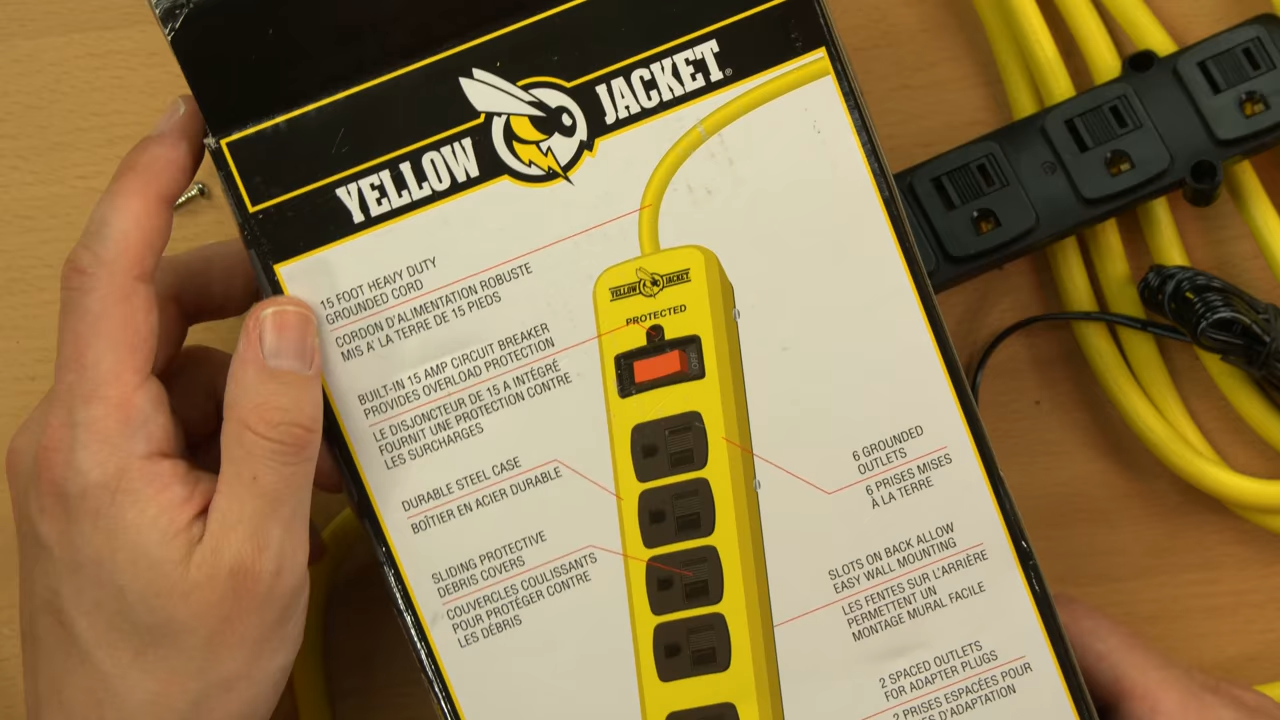 YELLOW JACKET®
15 FOOT HEAVY DUTY
GROUNDED CORD
CORDON D'ALIMENTATION ROBUSTE
MIS A' LA TERRE DE 15 PIEDS
BUILT-IN 15 AMP CIRCUIT BREAKER
PROVIDES OVERLOAD PROTECTION
LE DISJONCTEUR DE 15 A INTÉGRÉ
FOURNIT UNE PROTECTION CONTRE
LES SURCHARGES
DURABLE STEEL CASE
BOÎTIER EN ACIER DURABLE
SLIDING PROTECTIVE
DEBRIS COVERS
COUVERCLES COULISSANTS
POUR PROTÉGER CONTRE
LES DÉBRIS
YELLOW JACKET
PROTECTED
OFF
6 GROUNDED
OUTLETS
6 PRISES MISES
À LA TERRE
SLOTS ON BACK ALLOW
EASY WALL MOUNTING
LES FENTES SUR L'ARRIÈRE
PERMETTENT UN
MONTAGE MURAL FACILE
2 SPACED OUTLETS
FOR ADAPTER PLUGS
2 PRISES ESPACÉES POUR
D'ADAPTATION